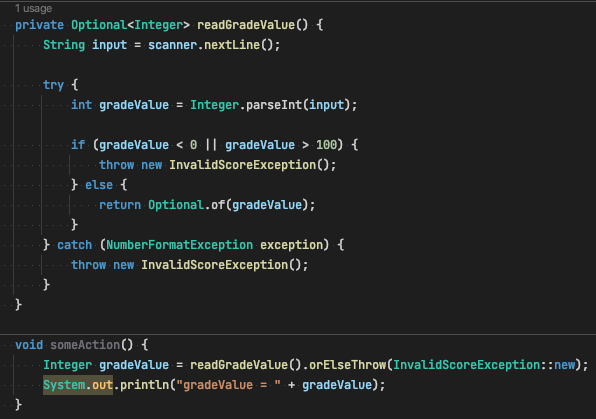 1 usage
private Optional<Integer> readGradeValue() {
String input = scanner.nextLine();
try {
int gradeValue = Integer.parseInt(input);
if (gradeValue < 0 || gradeValue > 100) {
throw new InvalidScoreException();
} else {
return Optional.of(gradeValue);
}
} catch (NumberFormatException exception) {
throw new InvalidScoreException();
}
}
void someAction() {
Integer gradeValue = readGradeValue().orElseThrow(InvalidScoreException::new);
System.out.println("gradeValue = " + gradeValue);
}